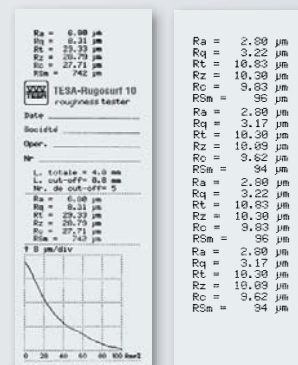 Ra = 6.90 µm
Rq = 8.31 µm
Rt = 29.33 µm
Rz = 28.79 µm
Rc = 27.71 µm
RSm = 742 µm
TESA-Rugosurf 10
roughness tester
Date
Société
Oper.
Nr
L. totale = 4.0 mm
L. cut-off= 0.8 mm
Nr. de cut-off= 5
Ra = 6.90 µm
Rq = 8.31 µm
Rt = 29.33 µm
Rz = 28.79 µm
Rc = 27.71 µm
RSm = 742 µm
8 µm/div
0 20 40 60 80 100
Ra = 2.80 µm
Rq = 3.22 µm
Rt = 10.83 µm
Rz = 10.30 µm
Rc = 9.83 µm
RSm = 96 µm
Ra = 2.80 µm
Rq = 3.17 µm
Rt = 10.30 µm
Rz = 10.09 µm
Rc = 9.62 µm
RSm = 94 µm
Ra = 2.80 µm
Rq = 3.22 µm
Rt = 10.83 µm
Rz = 10.30 µm
Rc = 9.83 µm
RSm = 96 µm
Ra = 2.80 µm
Rq = 3.17 µm
Rt = 10.30 µm
Rz = 10.09 µm
Rc = 9.62 µm
RSm = 94 µm